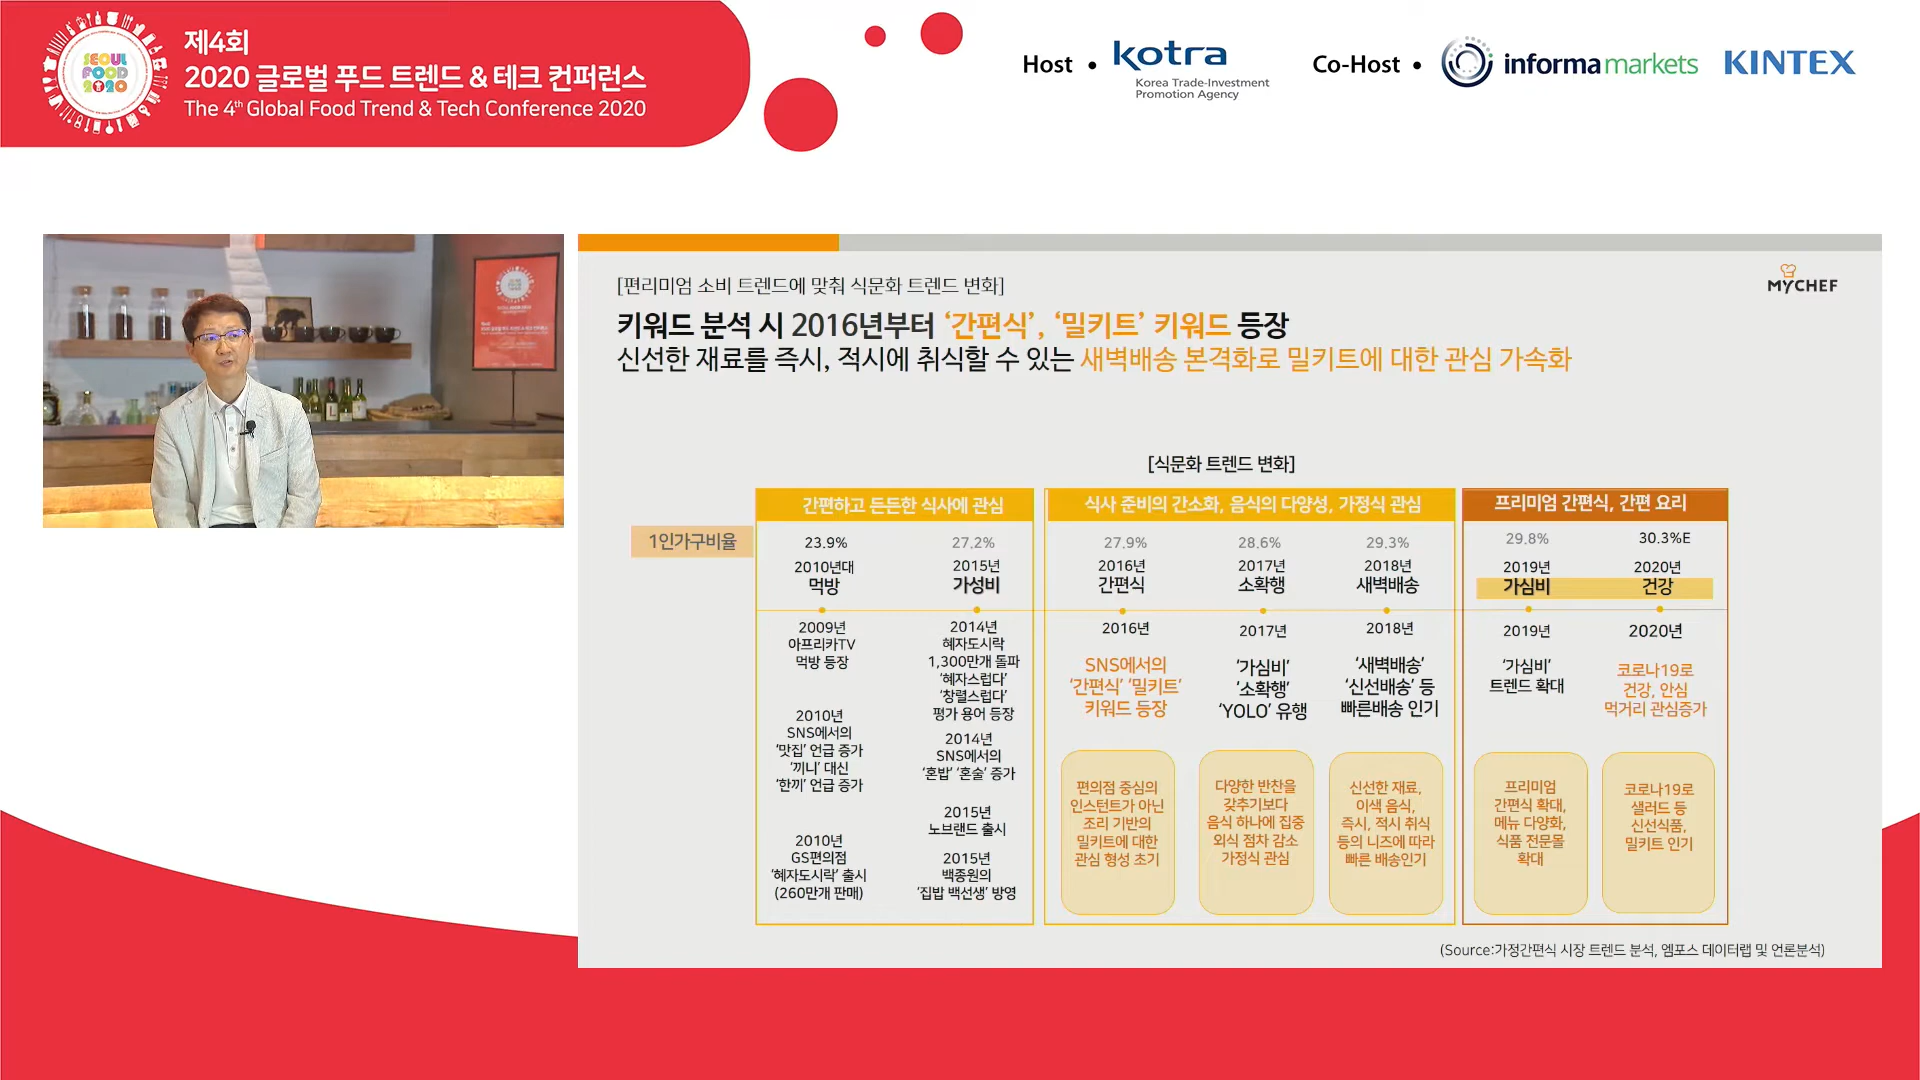 SEOUL
FOOD
2020
제4회
2020 글로벌 푸드 트렌드 & 테크 컨퍼런스
The 4th Global Food Trend & Tech Conference 2020
Host •
kotra
Korea Trade-Investment
Promotion Agency
Co-Host •
informa markets
KINTEX
[편리미엄 소비 트렌드에 맞춰 식문화 트렌드 변화]
MYCHEF
키워드 분석 시 2016년부터 ‘간편식’, ‘밀키트’ 키워드 등장
신선한 재료를 즉시, 적시에 취식할 수 있는 새벽배송 본격화로 밀키트에 대한 관심 가속화
[식문화 트렌드 변화]
1인가구비율
간편하고 든든한 식사에 관심
23.9%
2010년대
먹방
2009년
아프리카TV
먹방 등장
2010년
SNS에서의
‘맛집’ 언급 증가
‘끼니’ 대신
‘한끼’ 언급 증가
2010년
GS편의점
‘혜자도시락’ 출시
(260만개 판매)
27.2%
2015년
가성비
2014년
혜자도시락
1,300만개 돌파
‘혜자스럽다’
‘창렬스럽다’
평가 용어 등장
2014년
SNS에서의
‘혼밥’ ‘혼술’ 증가
2015년
노브랜드 출시
2015년
백종원의
‘집밥 백선생’ 방영
식사 준비의 간소화, 음식의 다양성, 가정식 관심
27.9%
2016년
간편식
2016년
SNS에서의
‘간편식’ ‘밀키트’
키워드 등장
편의점 중심의
인스턴트가 아닌
조리 기반의
밀키트에 대한
관심 형성 초기
28.6%
2017년
소확행
2017년
‘가심비’
‘소확행’
‘YOLO’ 유행
다양한 반찬을
갖추기보다
음식 하나에 집중
외식 점차 감소
가정식 관심
29.3%
2018년
새벽배송
2018년
‘새벽배송’
‘신선배송’ 등
빠른배송 인기
신선한 재료,
이색 음식,
즉시, 적시 취식
등의 니즈에 따라
빠른 배송인기
프리미엄 간편식, 간편 요리
29.8%
2019년
가심비
2019년
‘가심비’
트렌드 확대
프리미엄
간편식 확대,
메뉴 다양화,
식품 전문몰
확대
30.3%E
2020년
건강
2020년
코로나19로
건강, 안심
먹거리 관심증가
코로나19로
샐러드 등
신선식품,
밀키트 인기
(Source:가정간편식 시장 트렌드 분석, 엠포스 데이터랩 및 언론분석)